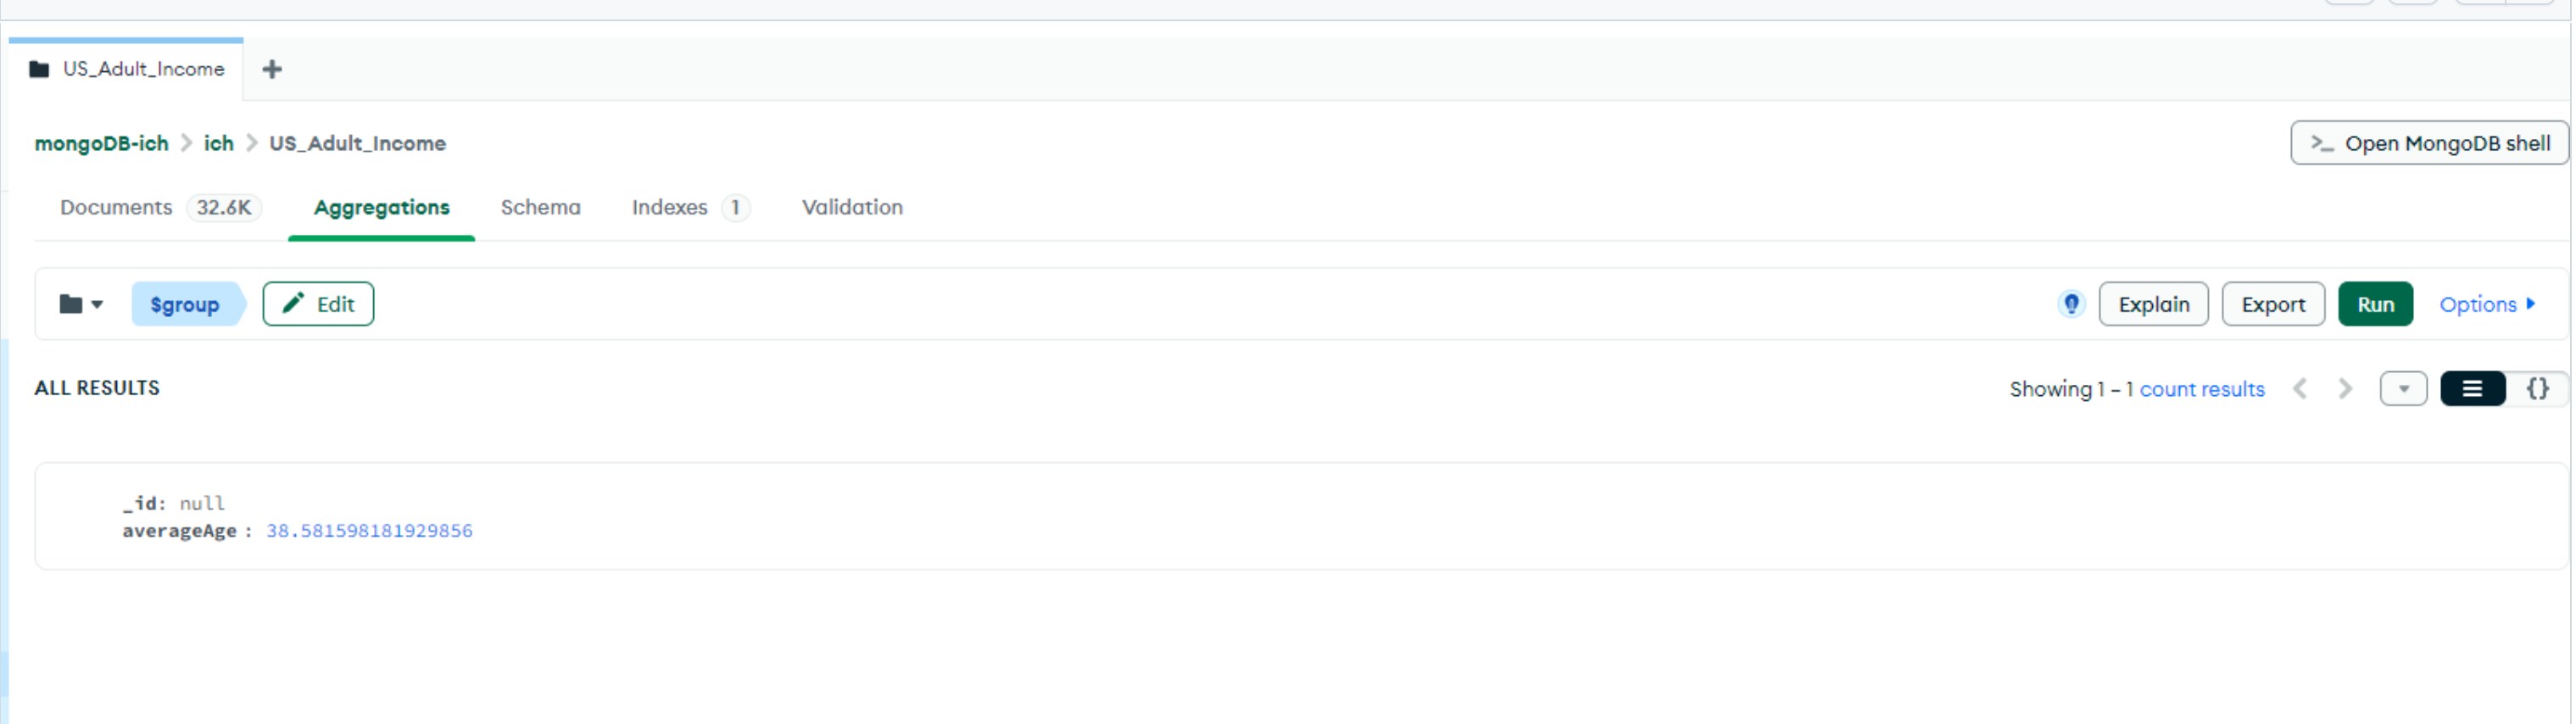 US_Adult_Income +
mongoDB-ich > ich > US_Adult_Income
>_ Open MongoDB shell
Documents 32.6K Aggregations Schema Indexes 1 Validation
$group Edit Explain Export Run Options
ALL RESULTS
Showing 1 – 1 count results {}
_id: null
averageAge : 38.581598181929856